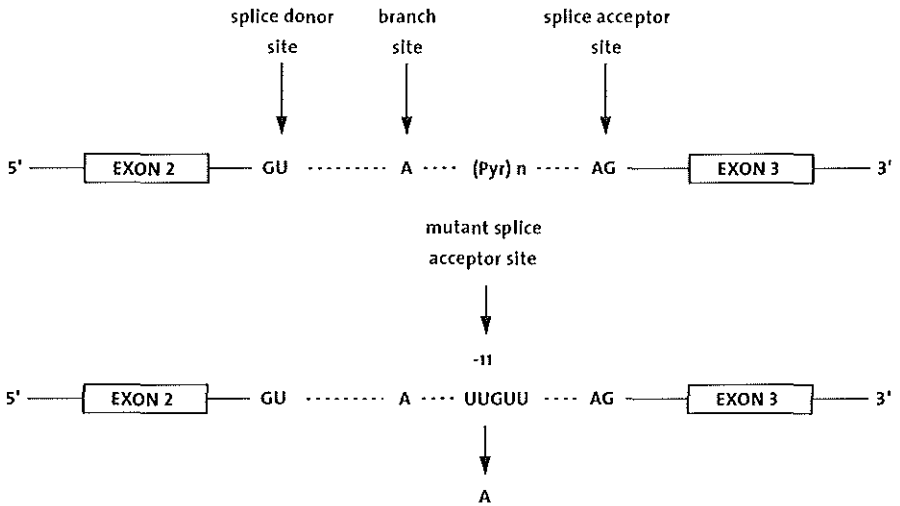 splice donor site
branch site
splice acceptor site
5' EXON 2 GU A (Pyr) n AG EXON 3 3'
mutant splice
acceptor site
-11
5' EXON 2 GU A UUGUU AG EXON 3 3'
A